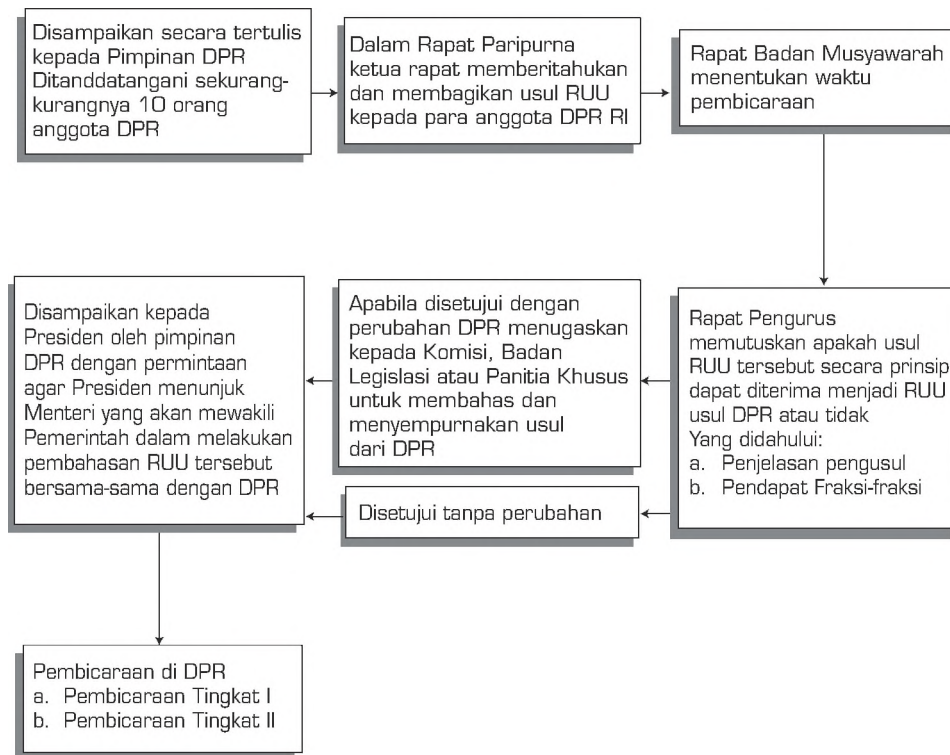 Disampaikan secara tertulis
kepada Pimpinan DPR
Ditanddatangani sekurang-
kurangnya 10 orang
anggota DPR
Dalam Rapat Paripurna
ketua rapat memberitahukan
dan membagikan usul RUU
kepada para anggota DPR RI
Rapat Badan Musyawarah
menentukan waktu
pembicaraan
Rapat Pengurus
memutuskan apakah usul
RUU tersebut secara prinsip
dapat diterima menjadi RUU
usul DPR atau tidak
Yang didahului:
a. Penjelasan pengusul
b. Pendapat Fraksi-fraksi
Apabila disetujui dengan
perubahan DPR menugaskan
kepada Komisi, Badan
Legislasi atau Panitia Khusus
untuk membahas dan
menyempurnakan usul
dari DPR
Disetujui tanpa perubahan
Disampaikan kepada
Presiden oleh pimpinan
DPR dengan permintaan
agar Presiden menunjuk
Menteri yang akan mewakili
Pemerintah dalam melakukan
pembahasan RUU tersebut
bersama-sama dengan DPR
Pembicaraan di DPR
a. Pembicaraan Tingkat I
b. Pembicaraan Tingkat II